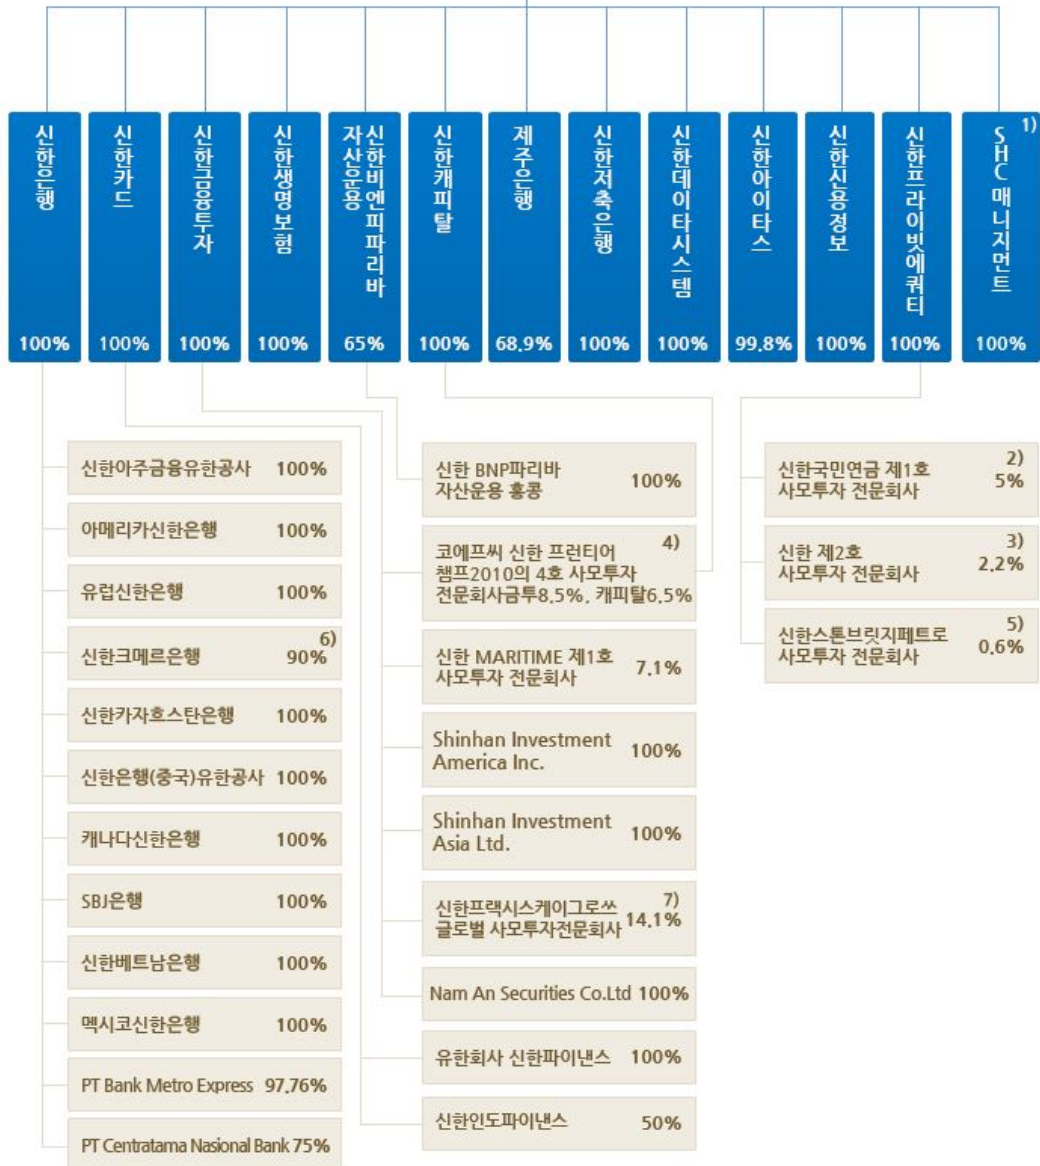 신한은행
100%
신한카드
100%
신한금융투자
100%
신한생명보험
100%
신한비엔피파리바
자산운용
65%
신한캐피탈
100%
제주은행
68.9%
신한저축은행
100%
신한데이타시스템
100%
신한아이타스
99.8%
신한신용정보
100%
신한프라이빗에쿼티
100%
1)
SHC 매니지먼트
100%
신한아주금융유한공사 100%
아메리카신한은행 100%
유럽신한은행 100%
6)
신한크메르은행 90%
신한카자흐스탄은행 100%
신한은행(중국)유한공사 100%
캐나다신한은행 100%
SBJ은행 100%
신한베트남은행 100%
멕시코신한은행 100%
PT Bank Metro Express 97.76%
PT Centratama Nasional Bank 75%
신한 BNP파리바
자산운용 홍콩 100%
코에프씨 신한 프런티어 4)
챔프2010의 4호 사모투자
전문회사금투8.5%, 캐피탈6.5%
신한 MARITIME 제1호
사모투자 전문회사 7.1%
Shinhan Investment
America Inc. 100%
Shinhan Investment
Asia Ltd. 100%
신한프랙시스케이그로쓰 7)
글로벌 사모투자전문회사 14.1%
Nam An Securities Co.Ltd 100%
유한회사 신한파이낸스 100%
신한인도파이낸스 50%
신한국민연금 제1호 2)
사모투자 전문회사 5%
신한 제2호 3)
사모투자 전문회사 2.2%
신한스톤브릿지페트로 5)
사모투자 전문회사 0.6%